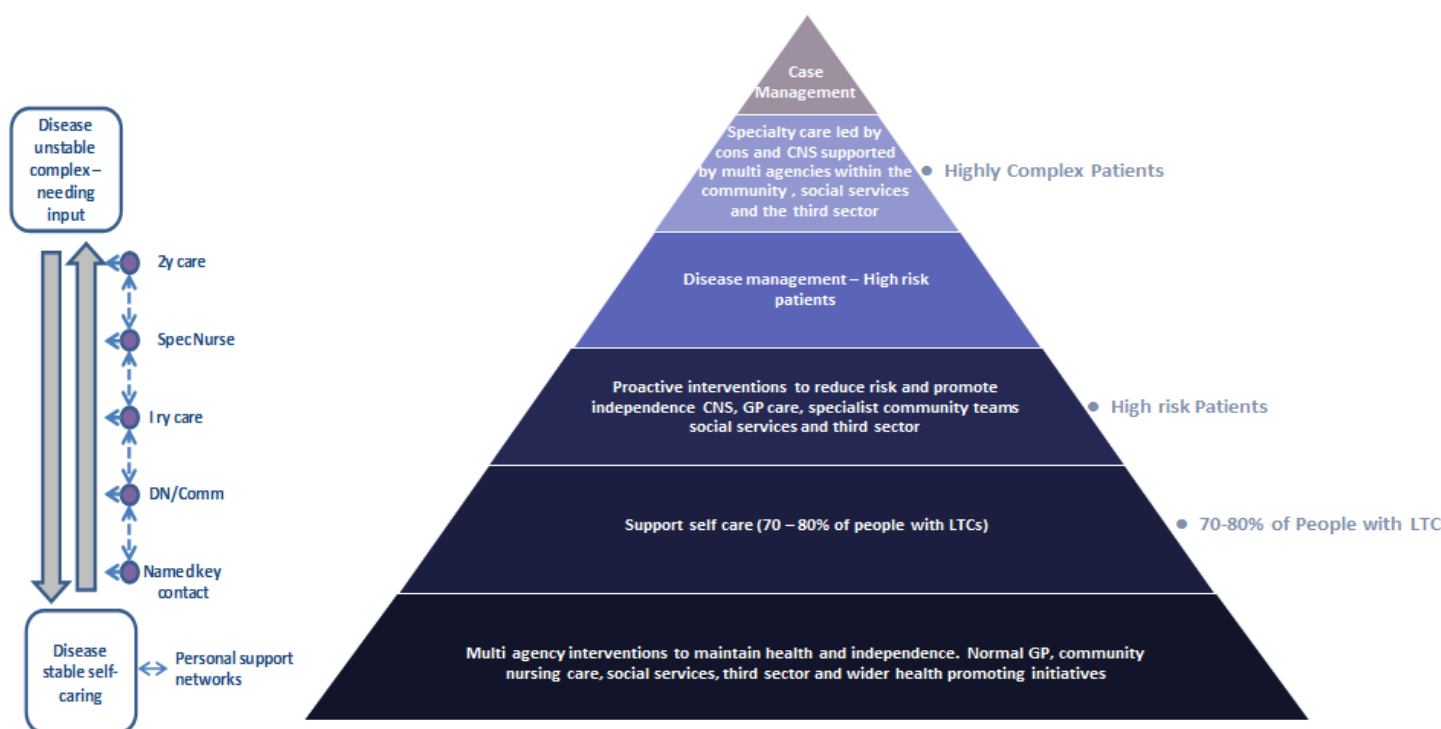 Disease
unstable
complex –
needing
input
2y care
Spec Nurse
I ry care
DN/Comm
Named key
contact
Disease
stable self-
caring
Personal support
networks
Case
Management
Specialty care led by
cons and CNS supported
by multi agencies within the
community , social services
and the third sector
Highly Complex Patients
Disease management – High risk
patients
Proactive interventions to reduce risk and promote
independence CNS, GP care, specialist community teams
social services and third sector
High risk Patients
Support self care (70 – 80% of people with LTCs)
70-80% of People with LTC
Multi agency interventions to maintain health and independence. Normal GP, community
nursing care, social services, third sector and wider health promoting initiatives